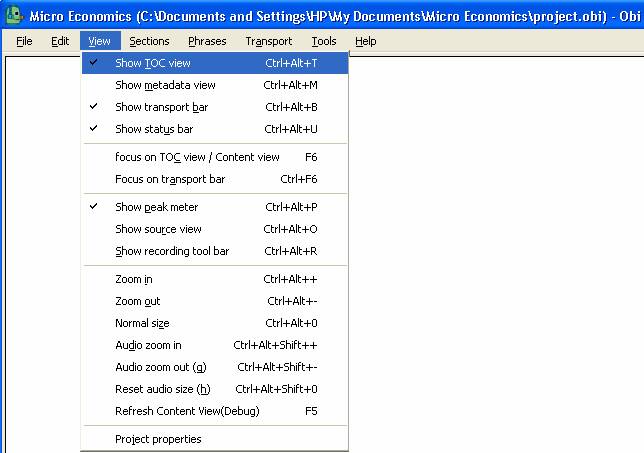 Micro Economics (C:\Documents and Settings\HP\My Documents\Micro Economics\project.obi) - Obi
File Edit View Sections Phrases Transport Tools Help
Show TOC view Ctrl+Alt+T
Show metadata view Ctrl+Alt+M
Show transport bar Ctrl+Alt+B
Show status bar Ctrl+Alt+U
focus on TOC view / Content view F6
Focus on transport bar Ctrl+F6
Show peak meter Ctrl+Alt+P
Show source view Ctrl+Alt+O
Show recording tool bar Ctrl+Alt+R
Zoom in Ctrl+Alt++
Zoom out Ctrl+Alt+-
Normal size Ctrl+Alt+0
Audio zoom in Ctrl+Alt+Shift++
Audio zoom out (g) Ctrl+Alt+Shift+-
Reset audio size (h) Ctrl+Alt+Shift+0
Refresh Content View(Debug) F5
Project properties